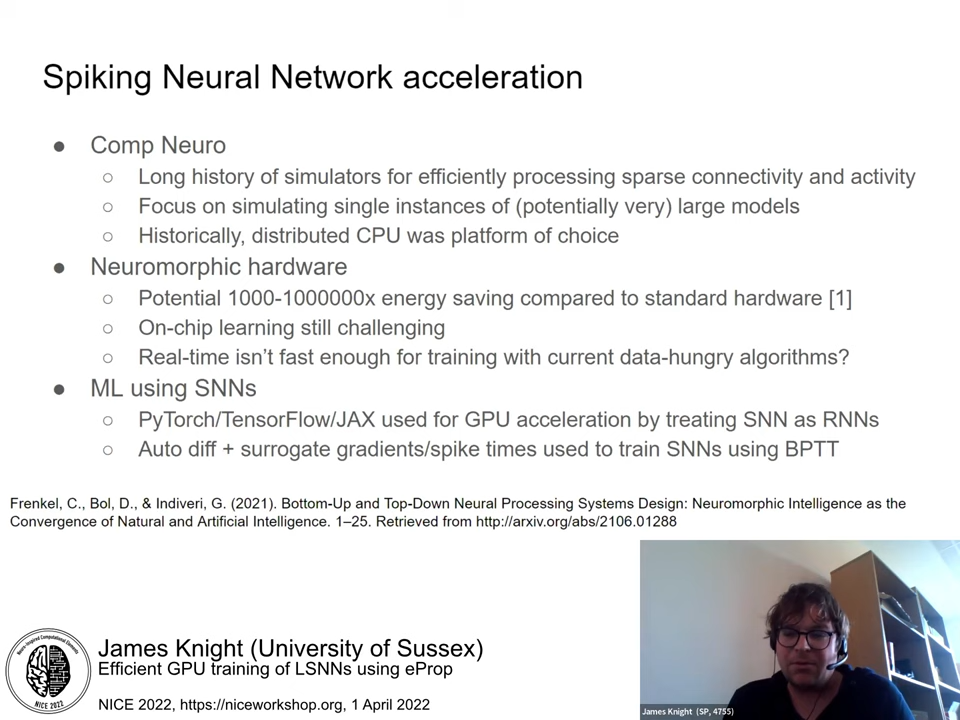 Spiking Neural Network acceleration
● Comp Neuro
○ Long history of simulators for efficiently processing sparse connectivity and activity
○ Focus on simulating single instances of (potentially very) large models
○ Historically, distributed CPU was platform of choice
● Neuromorphic hardware
○ Potential 1000-1000000x energy saving compared to standard hardware [1]
○ On-chip learning still challenging
○ Real-time isn’t fast enough for training with current data-hungry algorithms?
● ML using SNNs
○ PyTorch/TensorFlow/JAX used for GPU acceleration by treating SNN as RNNs
○ Auto diff + surrogate gradients/spike times used to train SNNs using BPTT
Frenkel, C., Bol, D., & Indiveri, G. (2021). Bottom-Up and Top-Down Neural Processing Systems Design: Neuromorphic Intelligence as the
Convergence of Natural and Artificial Intelligence. 1–25. Retrieved from http://arxiv.org/abs/2106.01288
Neuro-Inspired Computational Elements
NICE 2022
James Knight (University of Sussex)
Efficient GPU training of LSNNs using eProp
NICE 2022, https://niceworkshop.org, 1 April 2022
James Knight (SP, 4755)